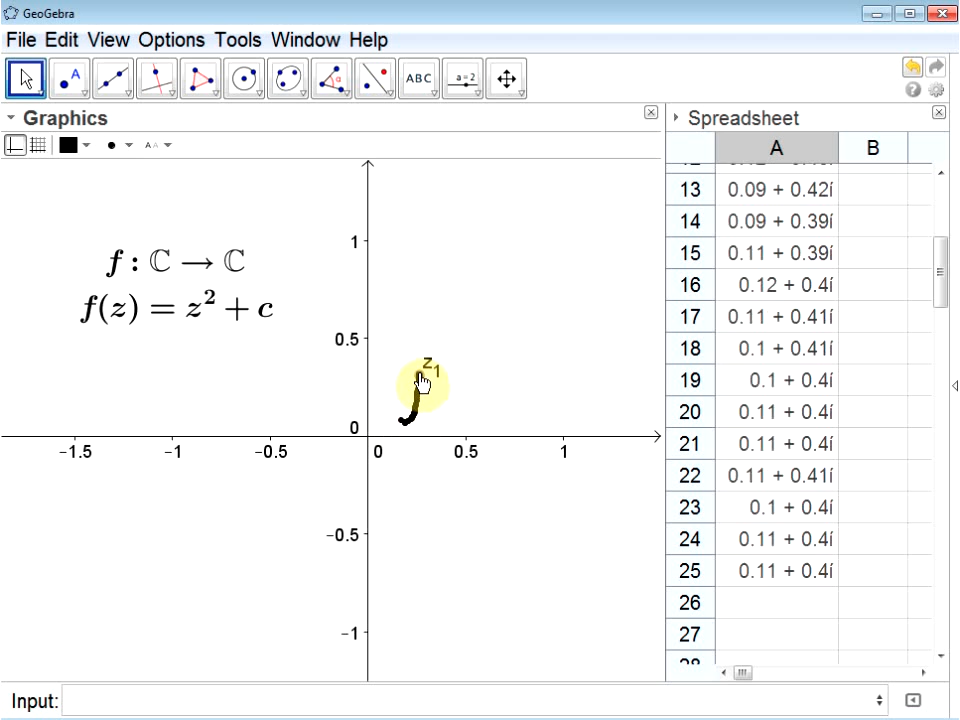 GeoGebra
File Edit View Options Tools Window Help
A
α
ABC
a=2
Graphics
Spreadsheet
A A
A B
f : ℂ → ℂ
f(z) = z² + c
z₁
1
0.5
0
−0.5
−1
−1.5 −1 −0.5 0 0.5 1
13 0.09 + 0.42í
14 0.09 + 0.39í
15 0.11 + 0.39í
16 0.12 + 0.4í
17 0.11 + 0.41í
18 0.1 + 0.41í
19 0.1 + 0.4í
20 0.11 + 0.4í
21 0.11 + 0.4í
22 0.11 + 0.41í
23 0.1 + 0.4í
24 0.11 + 0.4í
25 0.11 + 0.4í
26
27
Input: